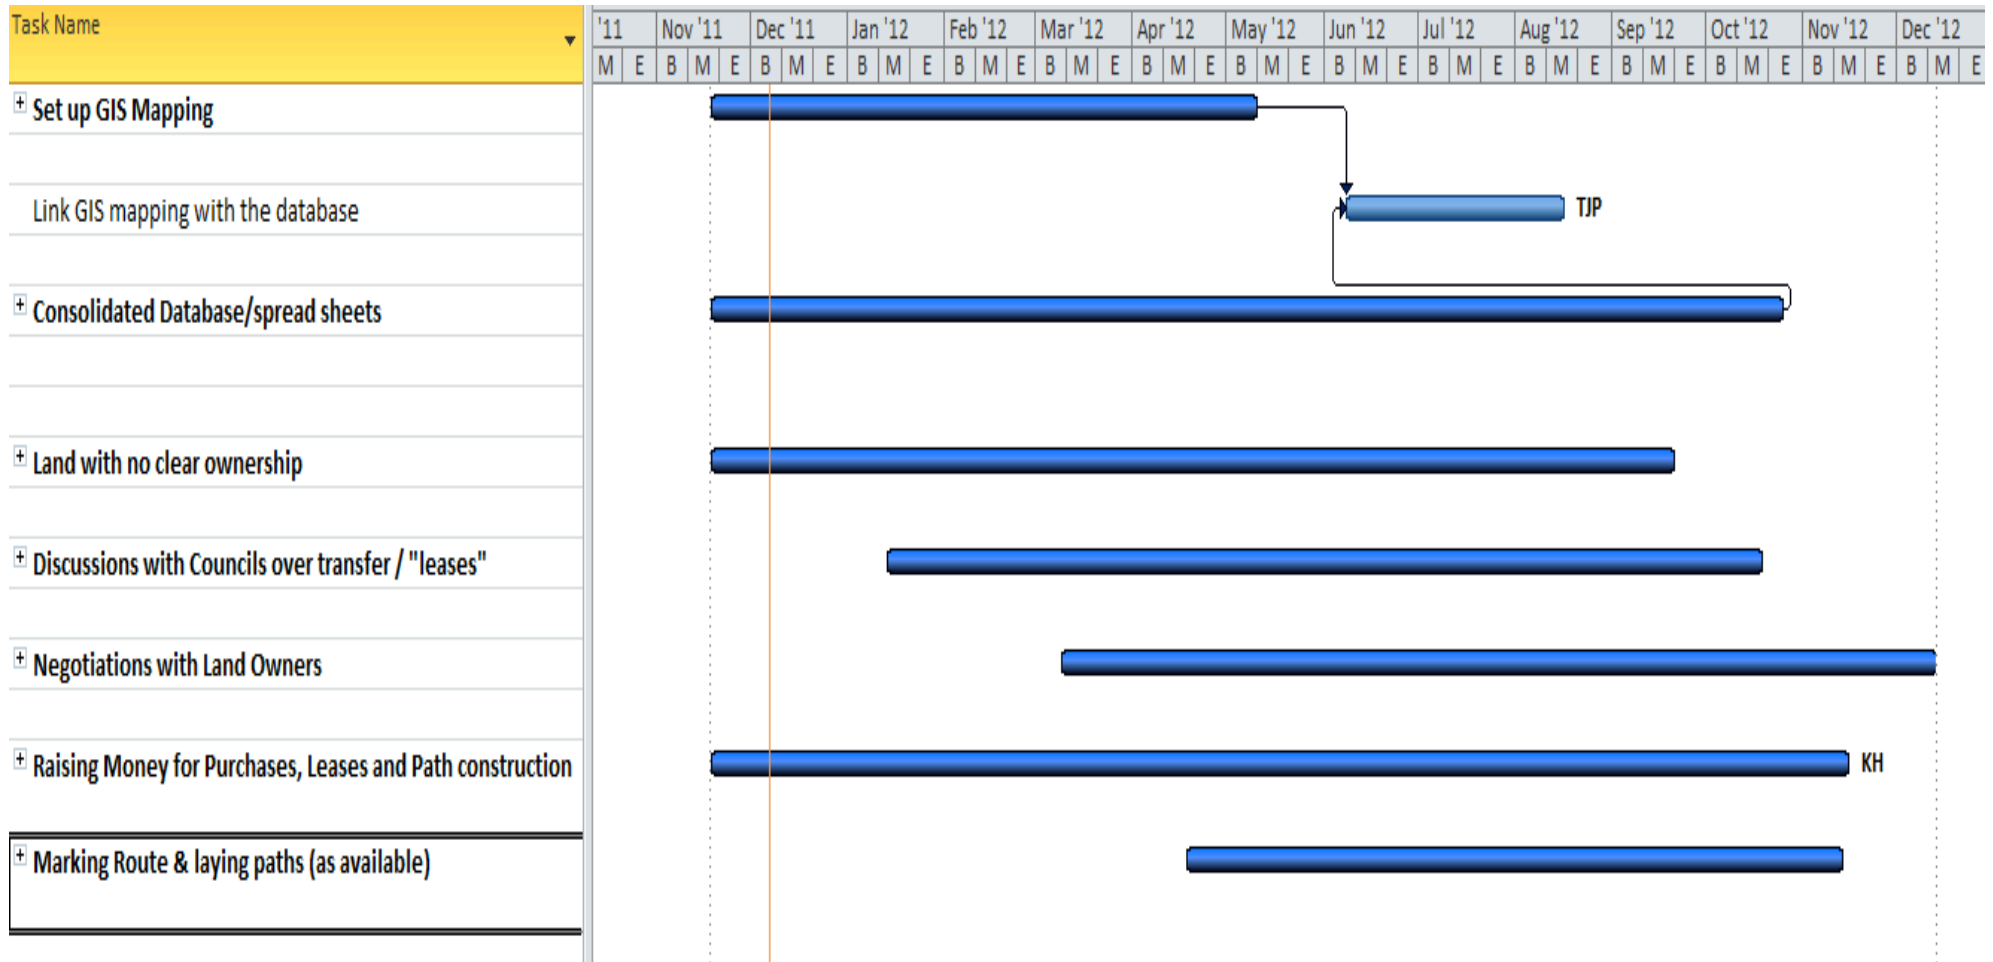 Task Name
'11 Nov '11 Dec '11 Jan '12 Feb '12 Mar '12 Apr '12 May '12 Jun '12 Jul '12 Aug '12 Sep '12 Oct '12 Nov '12 Dec '12
M E B M E B M E B M E B M E B M E B M E B M E B M E B M E B M E B M E B M E B M E B M E
Set up GIS Mapping
Link GIS mapping with the database
TJP
Consolidated Database/spread sheets
Land with no clear ownership
Discussions with Councils over transfer / "leases"
Negotiations with Land Owners
Raising Money for Purchases, Leases and Path construction
KH
Marking Route & laying paths (as available)